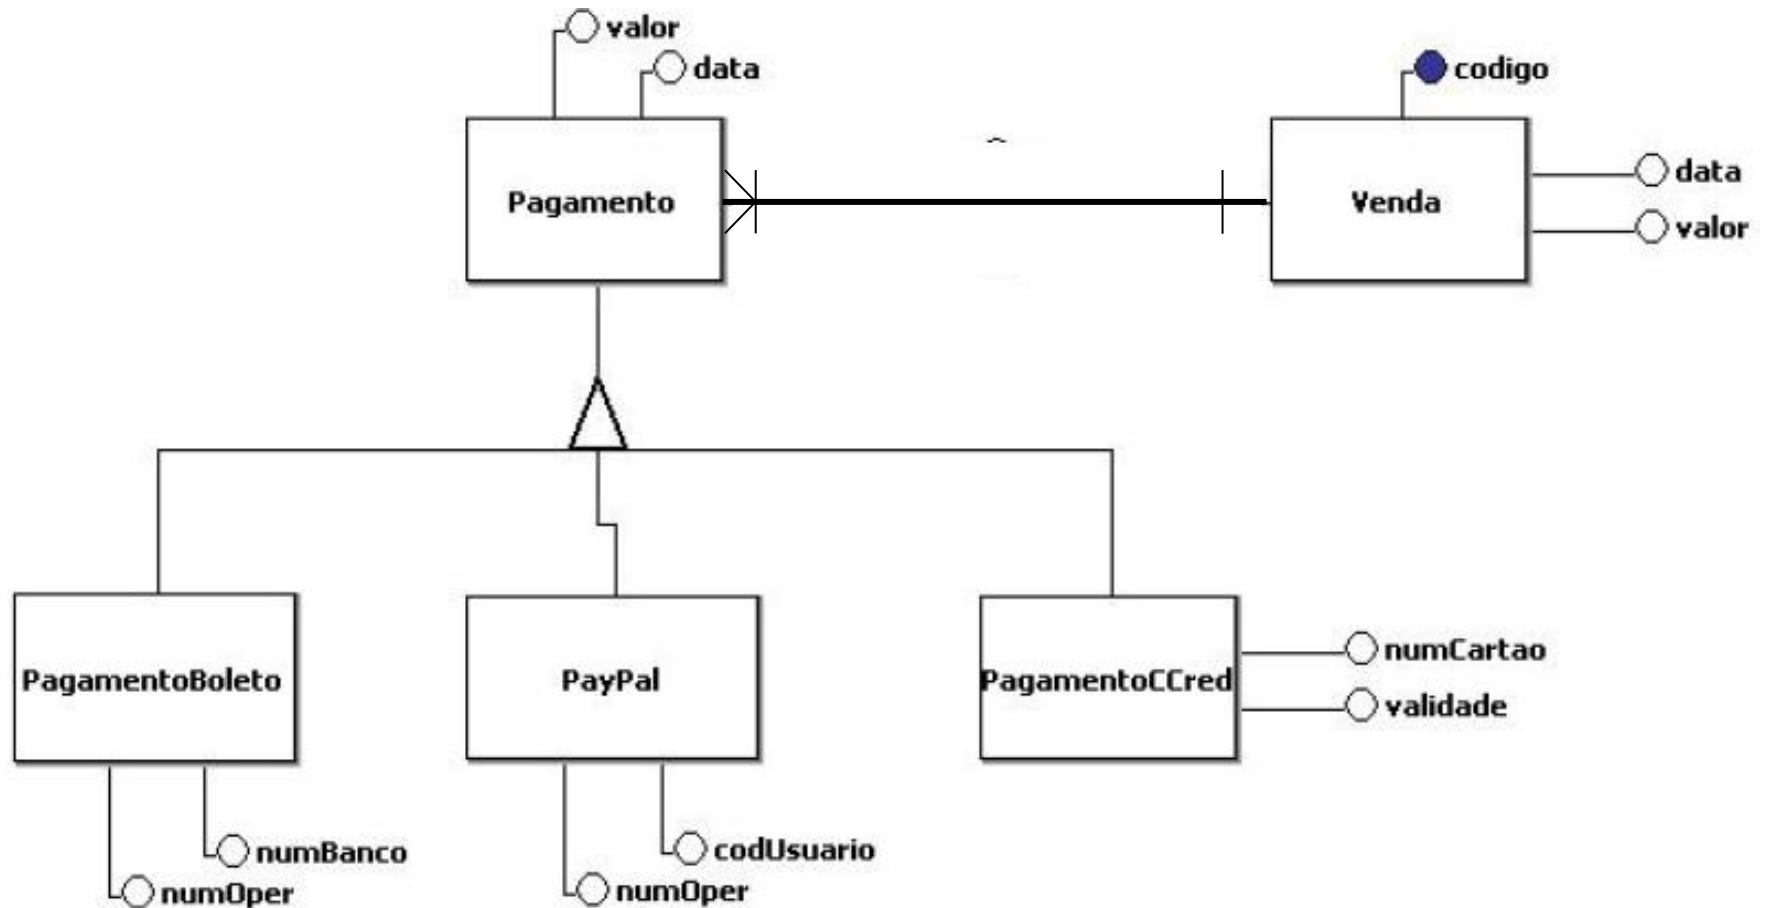 valor
data
codigo
Pagamento
Venda
data
valor
PagamentoBoleto
PayPal
PagamentoCCred
numCartao
validade
numBanco
numOper
codUsuario
numOper